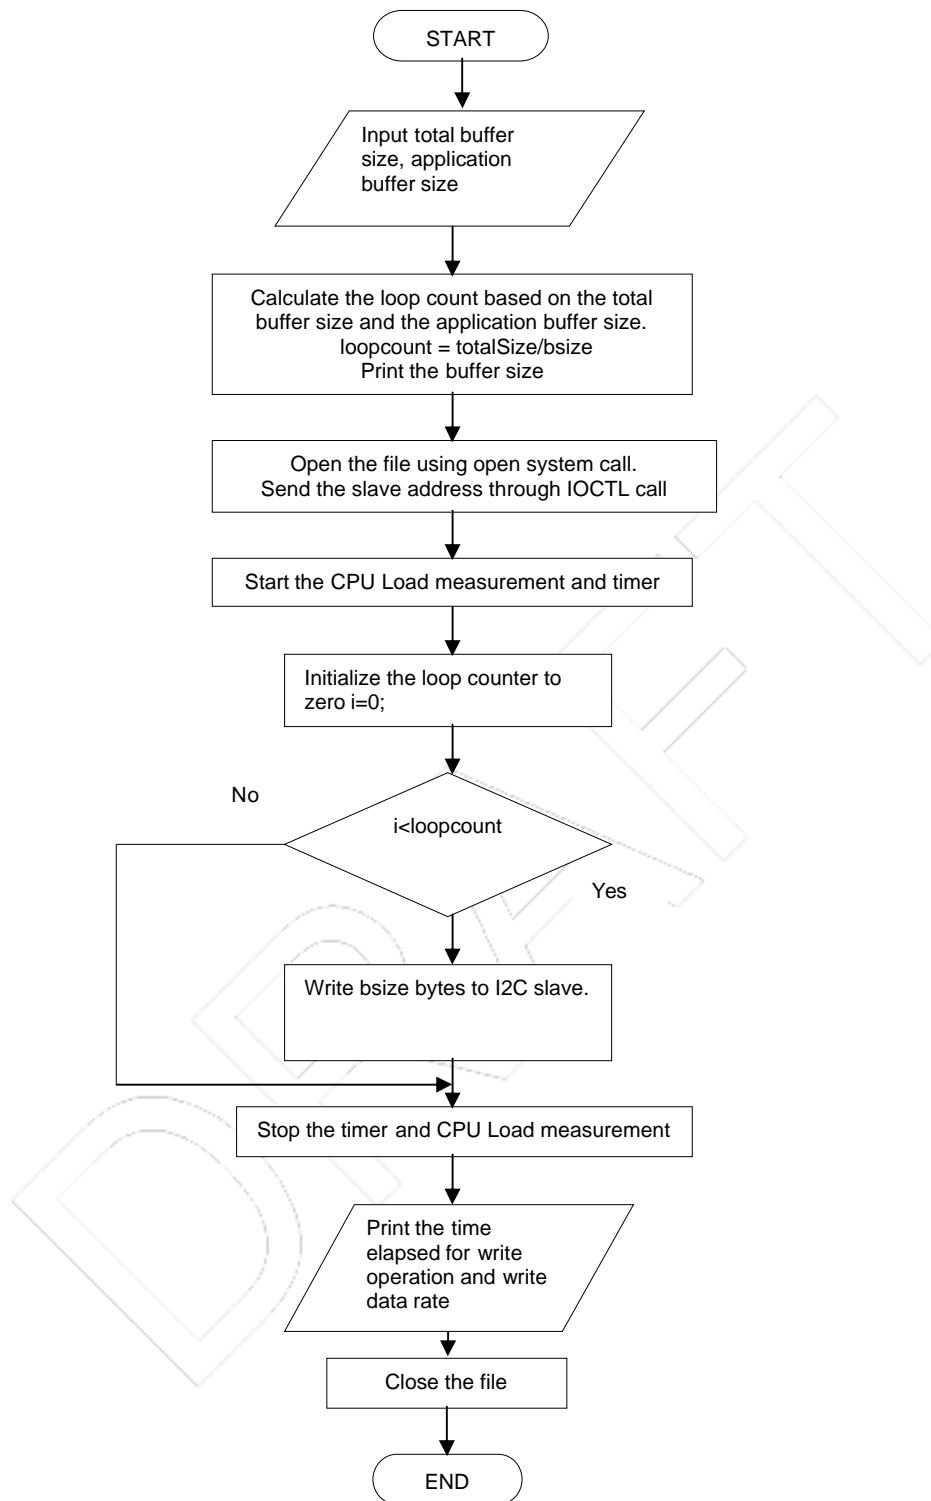 START
Input total buffer
size, application
buffer size
Calculate the loop count based on the total
buffer size and the application buffer size.
loopcount = totalSize/bsize
Print the buffer size
Open the file using open system call.
Send the slave address through IOCTL call
Start the CPU Load measurement and timer
Initialize the loop counter to
zero i=0;
No
i<loopcount
Yes
Write bsize bytes to I2C slave.
Stop the timer and CPU Load measurement
Print the time
elapsed for write
operation and write
data rate
Close the file
END
DRAFT